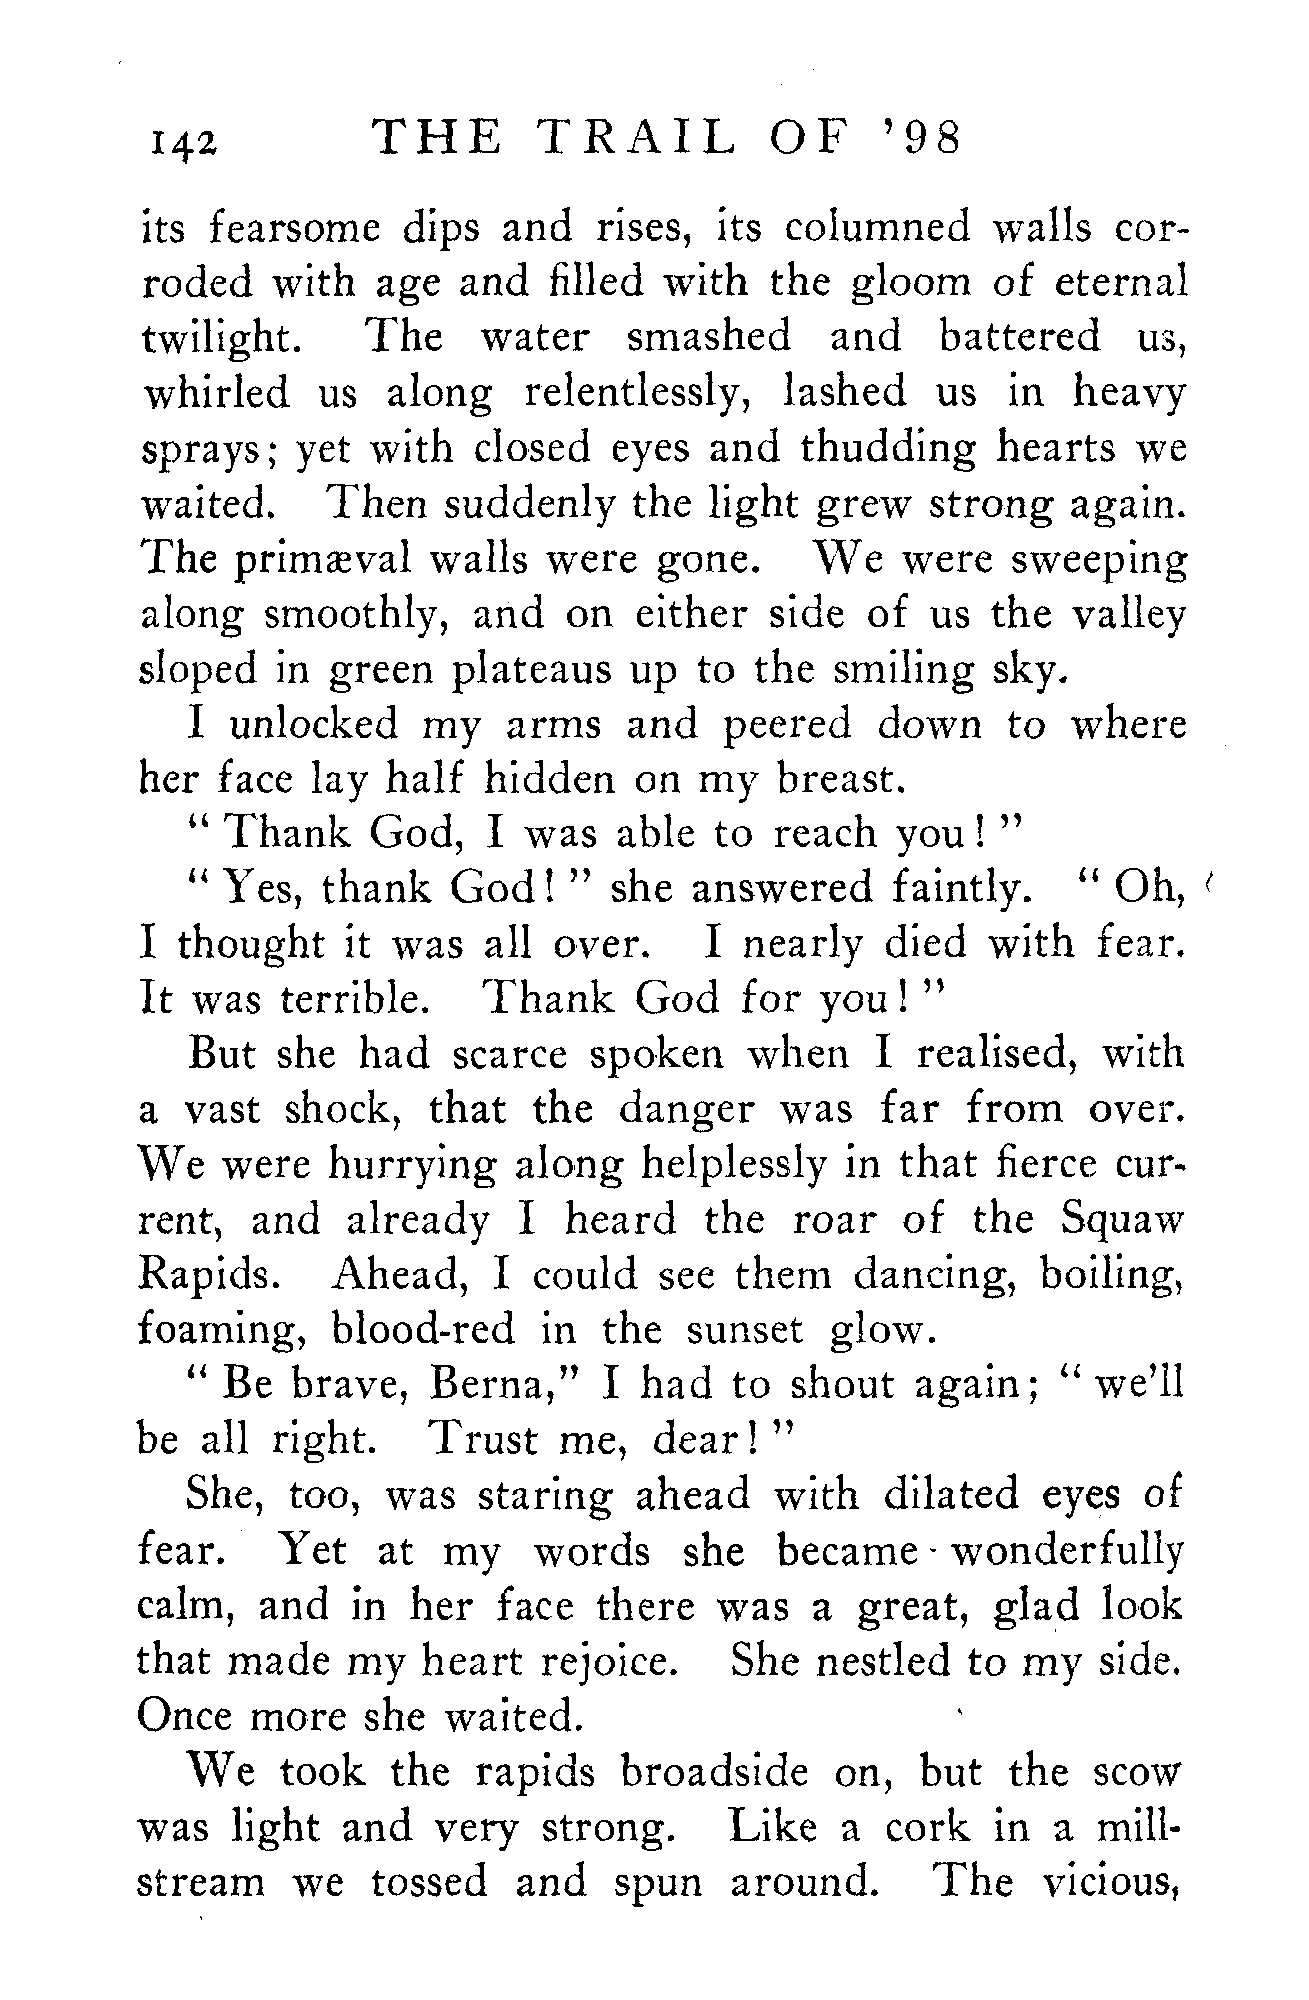 142 THE TRAIL OF '98
its fearsome dips and rises, its columned walls cor-
roded with age and filled with the gloom of eternal
twilight. The water smashed and battered us,
whirled us along relentlessly, lashed us in heavy
sprays; yet with closed eyes and thudding hearts we
waited. Then suddenly the light grew strong again.
The primæval walls were gone. We were sweeping
along smoothly, and on either side of us the valley
sloped in green plateaus up to the smiling sky.
I unlocked my arms and peered down to where
her face lay half hidden on my breast.
" Thank God, I was able to reach you! "
" Yes, thank God! " she answered faintly. " Oh,
I thought it was all over. I nearly died with fear.
It was terrible. Thank God for you! "
But she had scarce spoken when I realised, with
a vast shock, that the danger was far from over.
We were hurrying along helplessly in that fierce cur-
rent, and already I heard the roar of the Squaw
Rapids. Ahead, I could see them dancing, boiling,
foaming, blood-red in the sunset glow.
" Be brave, Berna," I had to shout again; " we'll
be all right. Trust me, dear! "
She, too, was staring ahead with dilated eyes of
fear. Yet at my words she became wonderfully
calm, and in her face there was a great, glad look
that made my heart rejoice. She nestled to my side.
Once more she waited.
We took the rapids broadside on, but the scow
was light and very strong. Like a cork in a mill-
stream we tossed and spun around. The vicious,